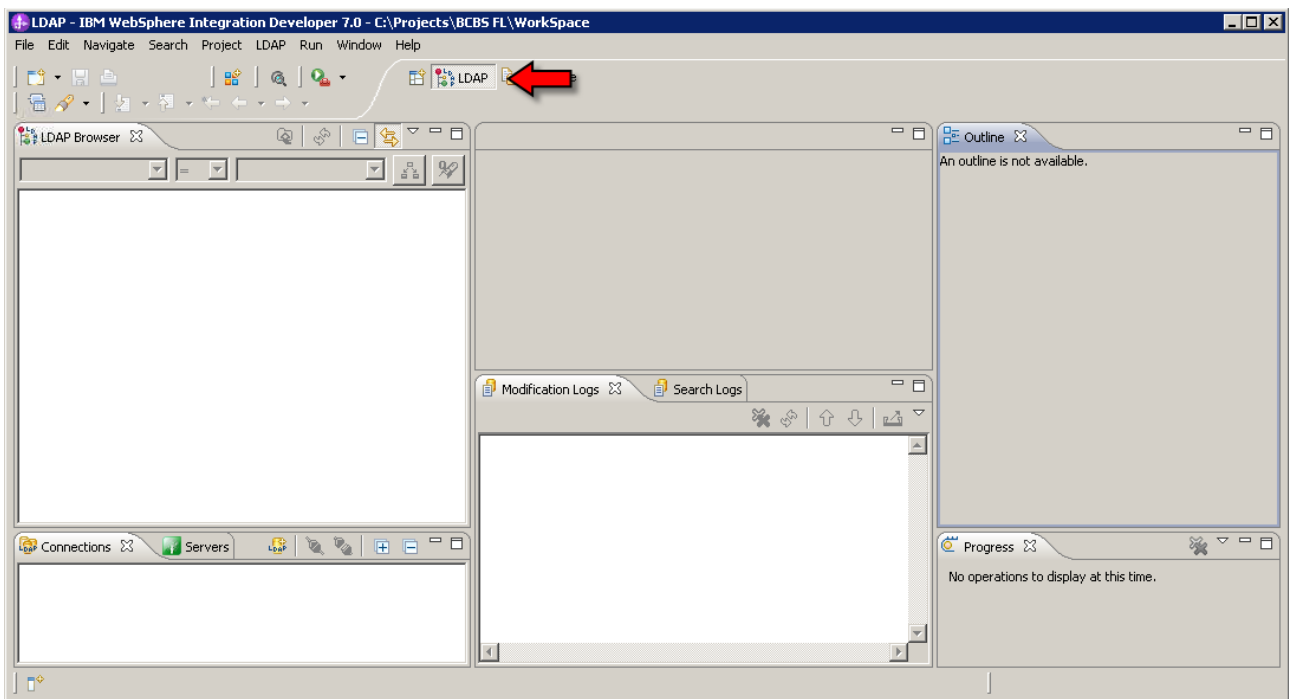 LDAP - IBM WebSphere Integration Developer 7.0 - C:\Projects\BCBS FL\WorkSpace
File Edit Navigate Search Project LDAP Run Window Help
LDAP
LDAP Browser
=
Outline
An outline is not available.
Modification Logs Search Logs
Connections Servers
Progress
No operations to display at this time.